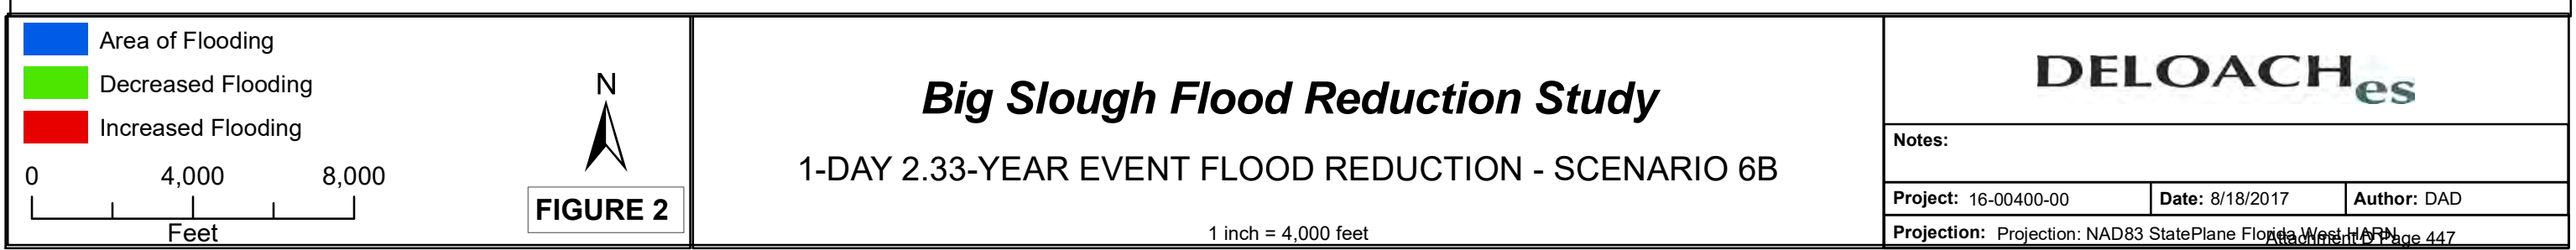 Area of Flooding
Decreased Flooding
Increased Flooding
0 4,000 8,000
Feet
N
FIGURE 2
Big Slough Flood Reduction Study
1-DAY 2.33-YEAR EVENT FLOOD REDUCTION - SCENARIO 6B
1 inch = 4,000 feet
DELOACHes
Notes:
Project: 16-00400-00 Date: 8/18/2017 Author: DAD
Projection: Projection: NAD83 StatePlane Florida West HARN
Attachment D Page 447